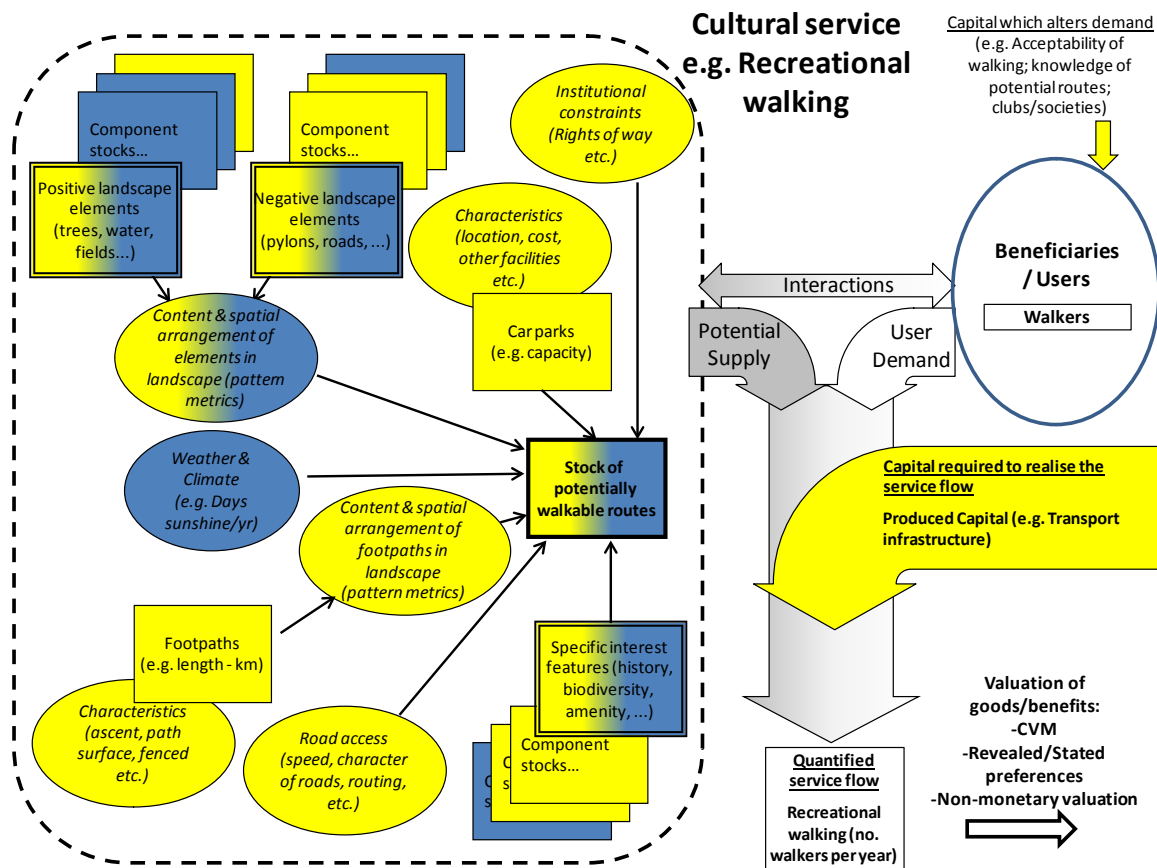 Cultural service
e.g. Recreational
walking
Capital which alters demand
(e.g. Acceptability of
walking; knowledge of
potential routes;
clubs/societies)
Component
stocks...
Positive landscape
elements
(trees, water,
fields...)
Component
stocks...
Negative landscape
elements
(pylons, roads, ...)
Institutional
constraints
(Rights of way
etc.)
Characteristics
(location, cost,
other facilities
etc.)
Car parks
(e.g. capacity)
Content & spatial
arrangement of
elements in
landscape (pattern
metrics)
Weather &
Climate
(e.g. Days
sunshine/yr)
Stock of
potentially
walkable routes
Content & spatial
arrangement of
footpaths in
landscape
(pattern metrics)
Footpaths
(e.g. length - km)
Characteristics
(ascent, path
surface, fenced
etc.)
Road access
(speed, character
of roads, routing,
etc.)
Specific interest
features (history,
biodiversity,
amenity, ...)
Component
stocks...
Interactions
Potential
Supply
User
Demand
Beneficiaries
/ Users
Walkers
Capital required to realise the
service flow
Produced Capital (e.g. Transport
infrastructure)
Quantified
service flow
Recreational
walking (no.
walkers per year)
Valuation of
goods/benefits:
-CVM
-Revealed/Stated
preferences
-Non-monetary valuation